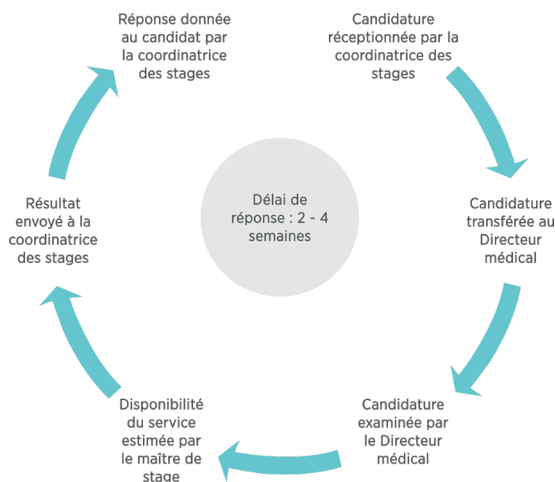 Candidature
réceptionnée par la
coordinatrice des
stages
Candidature
transférée au
Directeur
médical
Candidature
examinée par
le Directeur
médical
Disponibilité
du service
estimée par
le maître de
stage
Résultat
envoyé à la
coordinatrice
des stages
Réponse donnée
au candidat par
la coordinatrice
des stages
Délai de
réponse : 2 - 4
semaines